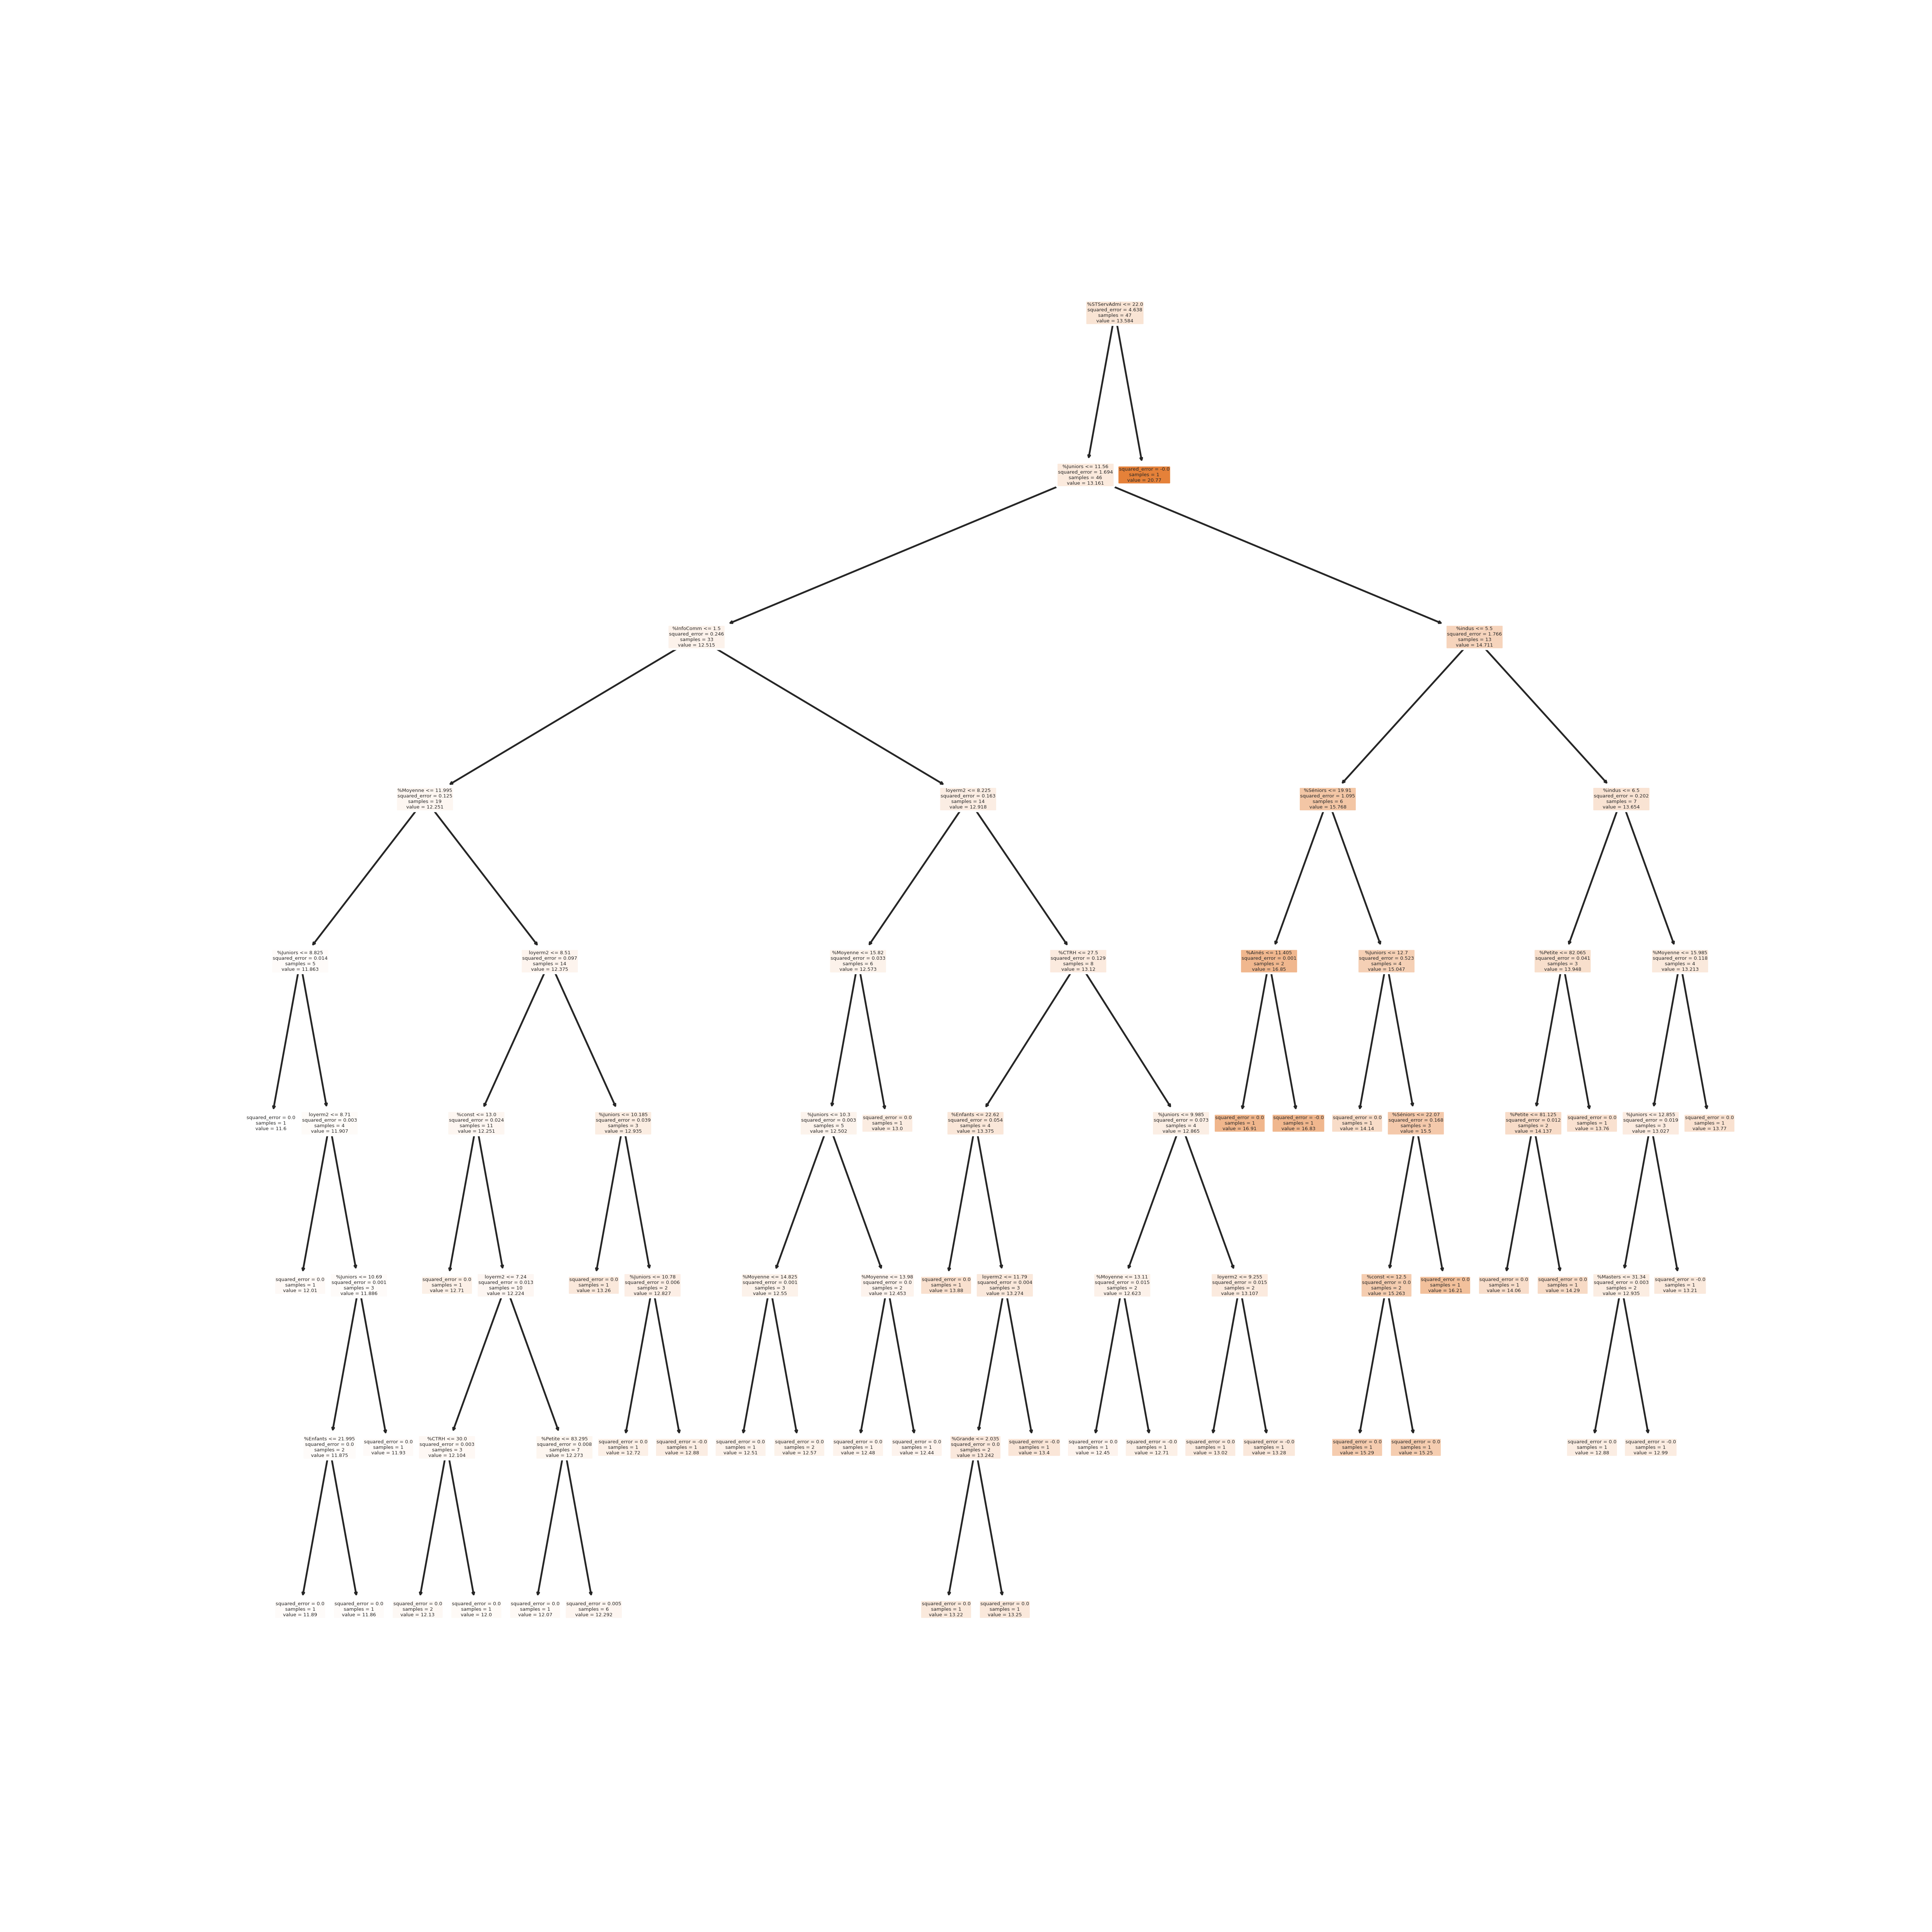 %STServAdmi <= 22.0
squared_error = 4.636
samples = 47
value = 13.584
%Juniors <= 11.56
squared_error = 1.694
samples = 46
value = 13.161
squared_error = -0.0
samples = 1
value = 20.77
%InfoComm <= 1.5
squared_error = 0.246
samples = 33
value = 12.515
%indus <= 5.5
squared_error = 1.766
samples = 13
value = 14.711
%Moyenne <= 11.995
squared_error = 0.125
samples = 19
value = 12.251
loyerm2 <= 8.225
squared_error = 0.163
samples = 14
value = 12.918
%Séniors <= 19.91
squared_error = 1.095
samples = 6
value = 15.768
%indus <= 6.5
squared_error = 0.202
samples = 7
value = 13.654
%Juniors <= 8.825
squared_error = 0.014
samples = 5
value = 11.863
loyerm2 <= 8.51
squared_error = 0.097
samples = 14
value = 12.375
%Moyenne <= 15.82
squared_error = 0.033
samples = 6
value = 12.573
%CTRH <= 27.5
squared_error = 0.129
samples = 8
value = 13.12
%Ainés <= 11.405
squared_error = 0.001
samples = 2
value = 16.85
%Juniors <= 12.7
squared_error = 0.523
samples = 4
value = 15.047
%Petite <= 82.065
squared_error = 0.041
samples = 3
value = 13.948
%Moyenne <= 15.985
squared_error = 0.118
samples = 4
value = 13.213
squared_error = 0.0
samples = 1
value = 11.6
loyerm2 <= 8.71
squared_error = 0.003
samples = 4
value = 11.907
%const <= 13.0
squared_error = 0.024
samples = 11
value = 12.251
%Juniors <= 10.185
squared_error = 0.039
samples = 3
value = 12.935
%Juniors <= 10.3
squared_error = 0.003
samples = 5
value = 12.502
squared_error = 0.0
samples = 1
value = 13.0
%Enfants <= 22.62
squared_error = 0.054
samples = 4
value = 13.375
%Juniors <= 9.985
squared_error = 0.073
samples = 4
value = 12.865
squared_error = 0.0
samples = 1
value = 16.91
squared_error = -0.0
samples = 1
value = 16.83
squared_error = 0.0
samples = 1
value = 14.14
%Séniors <= 22.07
squared_error = 0.168
samples = 3
value = 15.5
%Petite <= 81.125
squared_error = 0.012
samples = 2
value = 14.137
squared_error = 0.0
samples = 1
value = 13.76
%Juniors <= 12.855
squared_error = 0.019
samples = 3
value = 13.027
squared_error = 0.0
samples = 1
value = 13.77
squared_error = 0.0
samples = 1
value = 12.01
%Juniors <= 10.69
squared_error = 0.001
samples = 3
value = 11.886
squared_error = 0.0
samples = 1
value = 12.71
loyerm2 <= 7.24
squared_error = 0.013
samples = 10
value = 12.224
squared_error = 0.0
samples = 1
value = 13.26
%Juniors <= 10.78
squared_error = 0.006
samples = 2
value = 12.827
%Moyenne <= 14.825
squared_error = 0.001
samples = 3
value = 12.55
%Moyenne <= 13.98
squared_error = 0.0
samples = 2
value = 12.453
squared_error = 0.0
samples = 1
value = 13.88
loyerm2 <= 11.79
squared_error = 0.004
samples = 3
value = 13.274
%Moyenne <= 13.11
squared_error = 0.015
samples = 2
value = 12.623
loyerm2 <= 9.255
squared_error = 0.015
samples = 2
value = 13.107
%const <= 12.5
squared_error = 0.0
samples = 2
value = 15.263
squared_error = 0.0
samples = 1
value = 16.21
squared_error = 0.0
samples = 1
value = 14.06
squared_error = 0.0
samples = 1
value = 14.29
%Masters <= 31.34
squared_error = 0.003
samples = 2
value = 12.935
squared_error = -0.0
samples = 1
value = 13.21
%Enfants <= 21.995
squared_error = 0.0
samples = 2
value = 11.875
squared_error = 0.0
samples = 1
value = 11.93
%CTRH <= 30.0
squared_error = 0.003
samples = 3
value = 12.104
%Petite <= 83.295
squared_error = 0.008
samples = 7
value = 12.273
squared_error = 0.0
samples = 1
value = 12.72
squared_error = -0.0
samples = 1
value = 12.88
squared_error = 0.0
samples = 1
value = 12.51
squared_error = 0.0
samples = 2
value = 12.57
squared_error = 0.0
samples = 1
value = 12.48
squared_error = 0.0
samples = 1
value = 12.44
%Grande <= 2.035
squared_error = 0.0
samples = 2
value = 13.242
squared_error = -0.0
samples = 1
value = 13.4
squared_error = 0.0
samples = 1
value = 12.45
squared_error = -0.0
samples = 1
value = 12.71
squared_error = 0.0
samples = 1
value = 13.02
squared_error = -0.0
samples = 1
value = 13.28
squared_error = 0.0
samples = 1
value = 15.28
squared_error = 0.0
samples = 1
value = 15.25
squared_error = 0.0
samples = 1
value = 12.88
squared_error = -0.0
samples = 1
value = 12.99
squared_error = 0.0
samples = 1
value = 11.89
squared_error = 0.0
samples = 1
value = 11.86
squared_error = 0.0
samples = 2
value = 12.13
squared_error = 0.0
samples = 1
value = 12.0
squared_error = 0.0
samples = 1
value = 12.07
squared_error = 0.005
samples = 6
value = 12.292
squared_error = 0.0
samples = 1
value = 13.22
squared_error = 0.0
samples = 1
value = 13.25